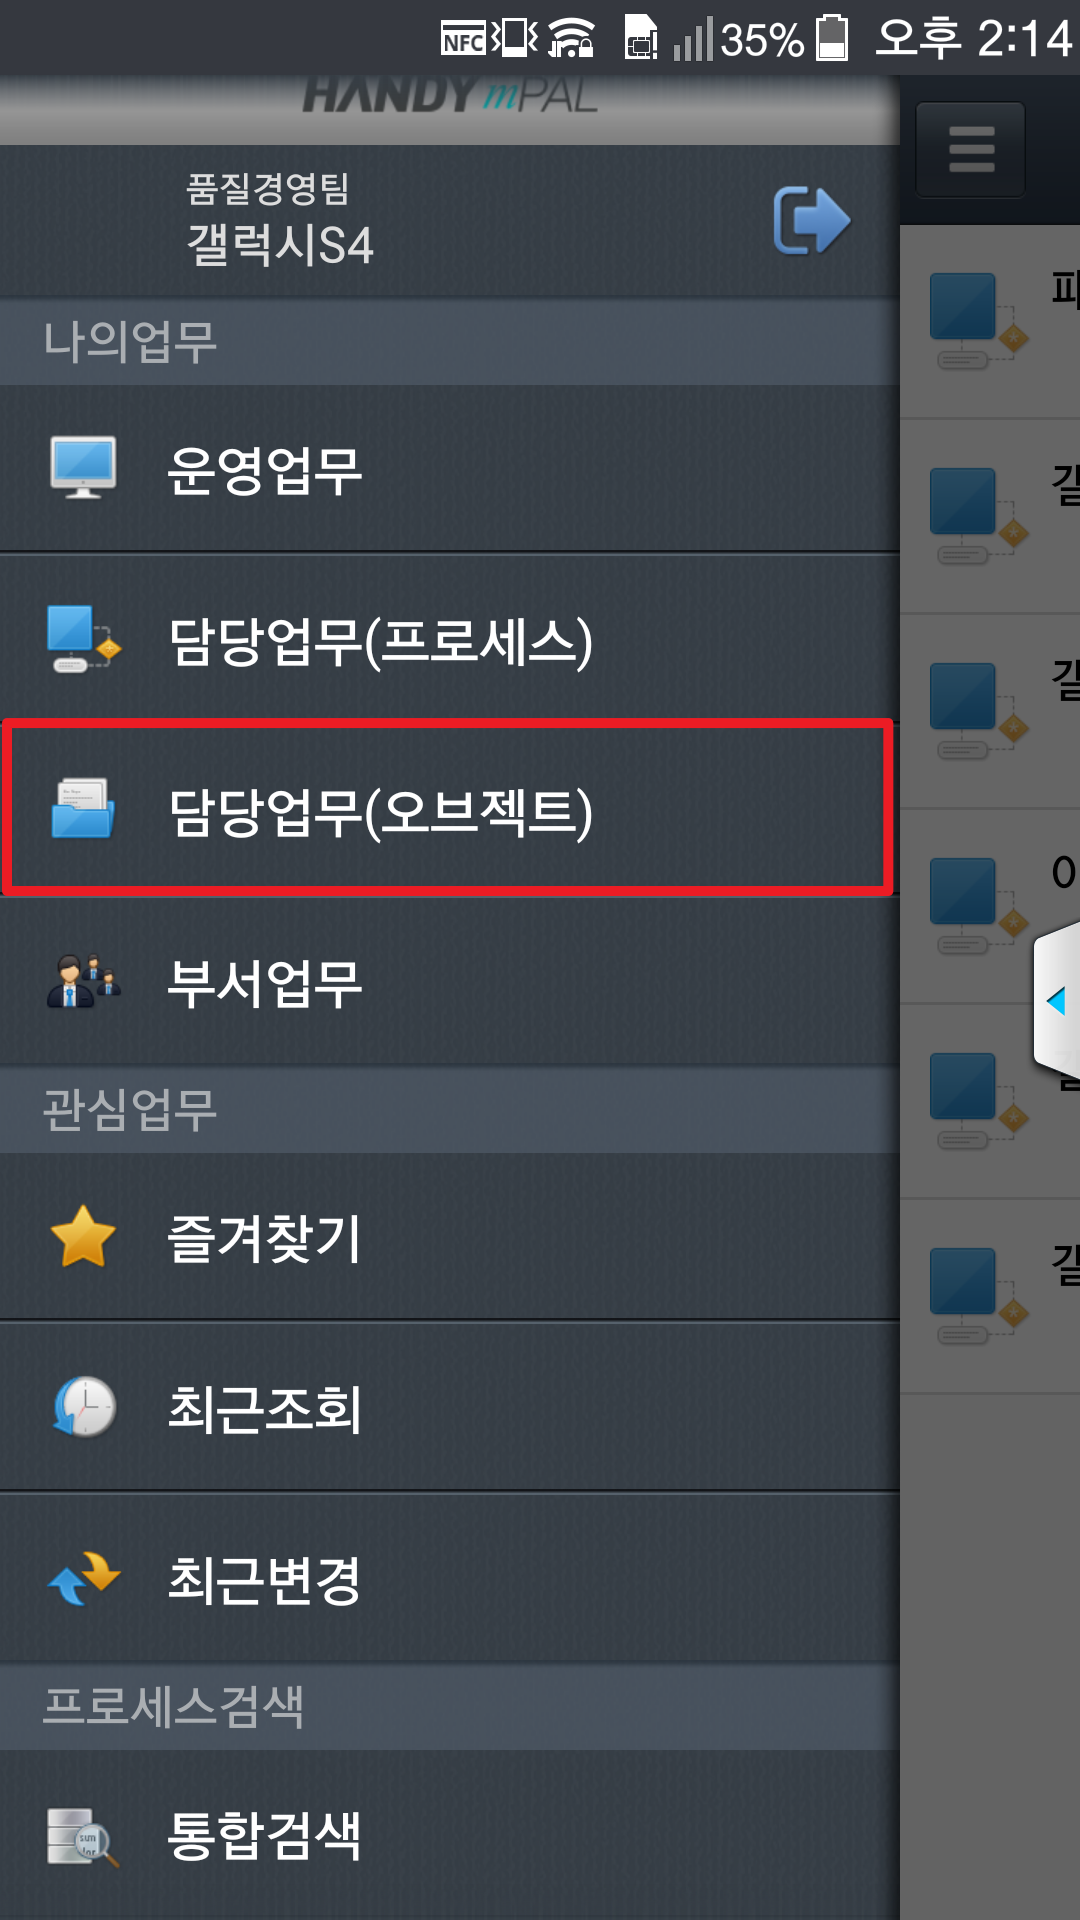 NFC 35% 오후 2:14
HANDY mPAL
품질경영팀
갤럭시S4
나의업무
운영업무
담당업무(프로세스)
담당업무(오브젝트)
부서업무
관심업무
즐겨찾기
최근조회
최근변경
프로세스검색
통합검색